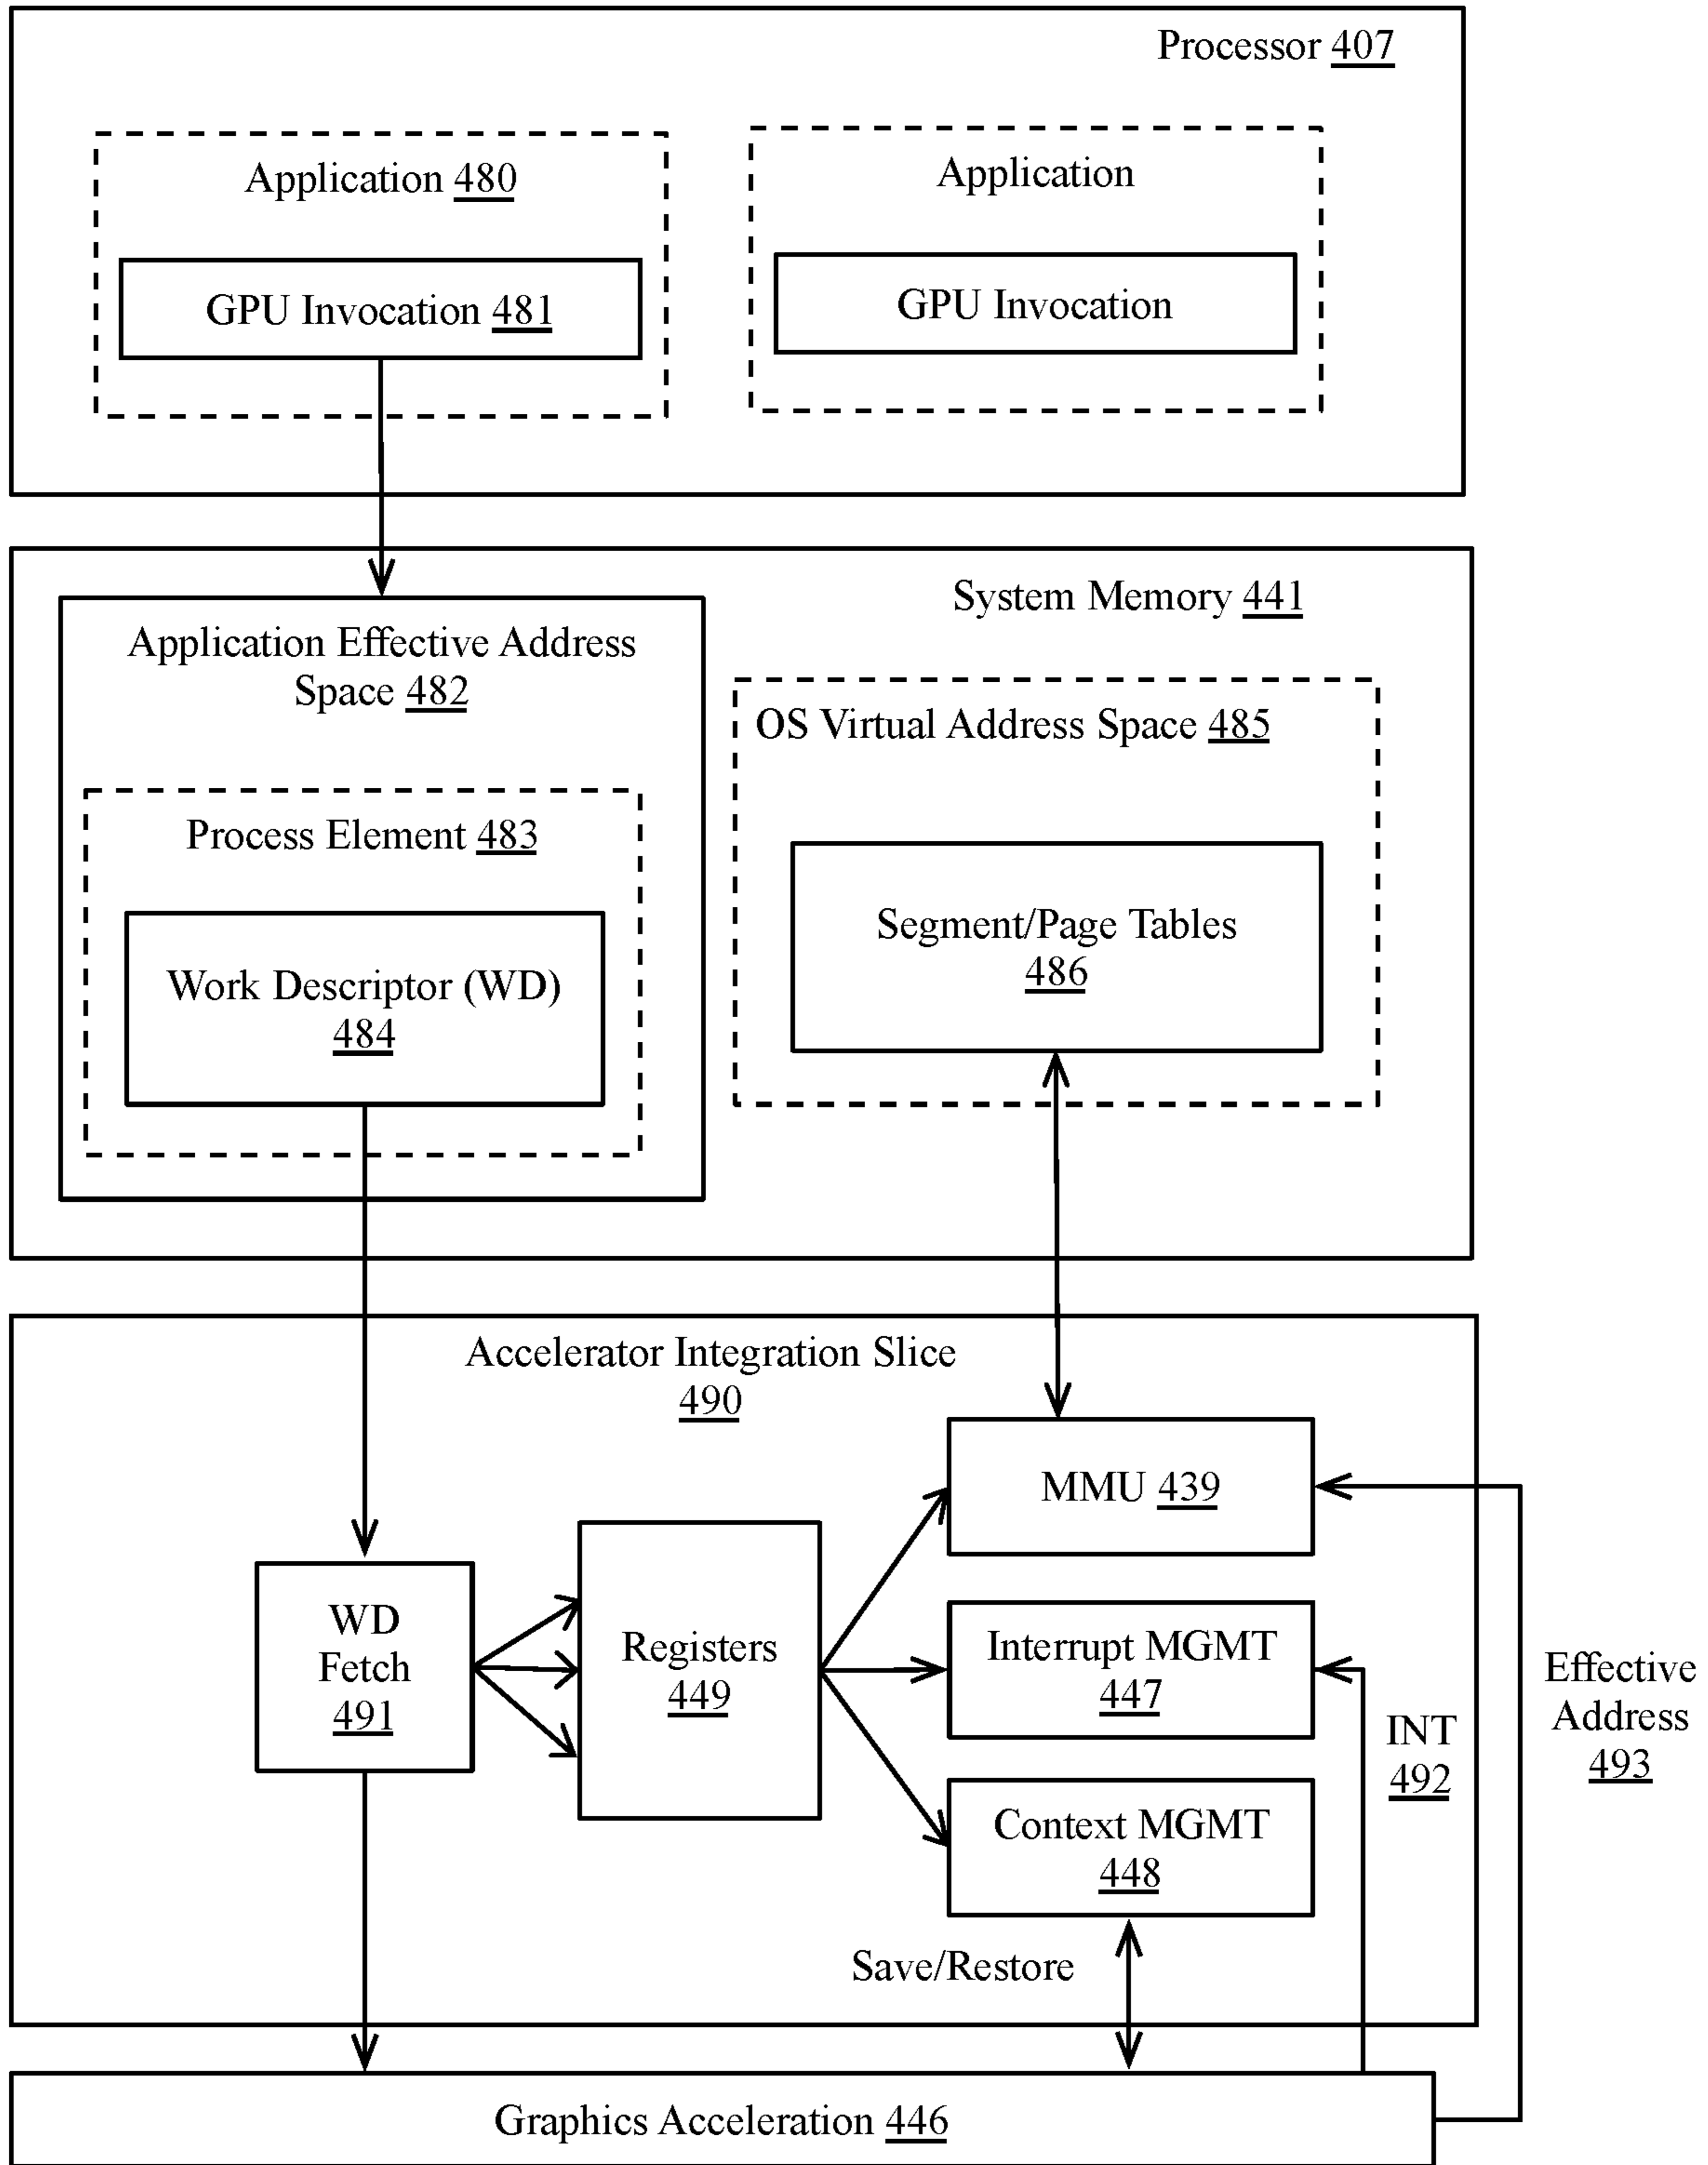 Processor 407
Application 480
GPU Invocation 481
Application
GPU Invocation
System Memory 441
Application Effective Address
Space 482
Process Element 483
Work Descriptor (WD)
484
OS Virtual Address Space 485
Segment/Page Tables
486
Accelerator Integration Slice
490
WD
Fetch
491
Registers
449
MMU 439
Interrupt MGMT
447
Context MGMT
448
Save/Restore
INT
492
Effective
Address
493
Graphics Acceleration 446